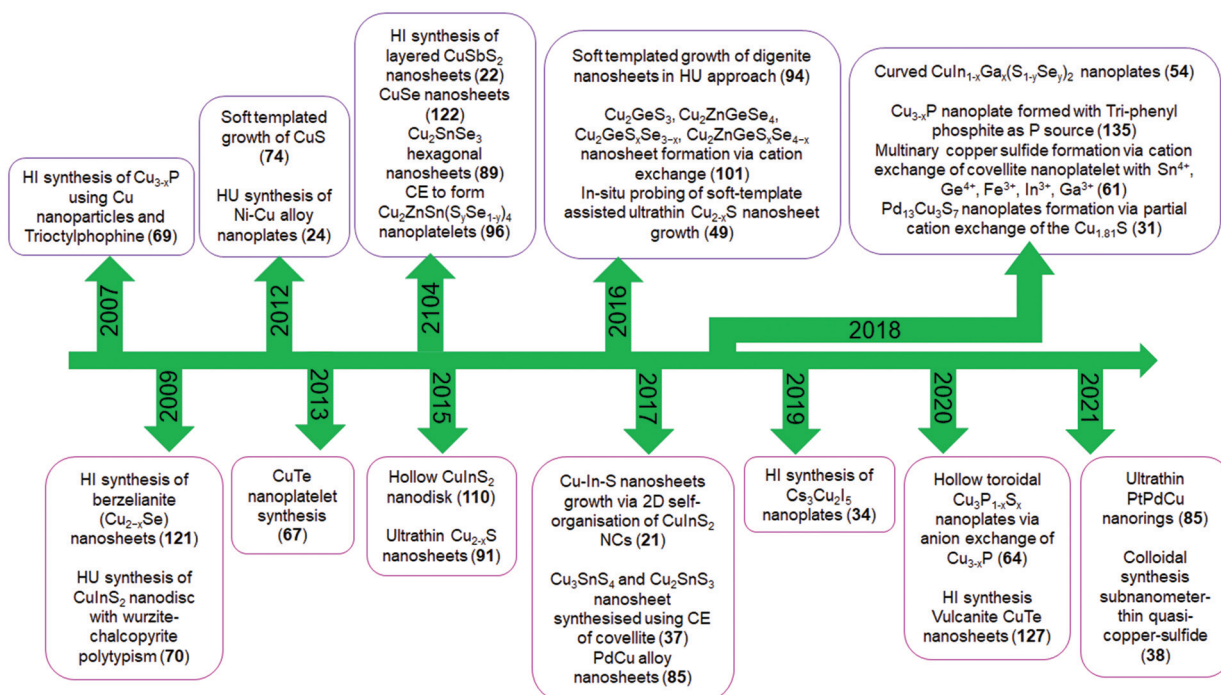 HI synthesis of Cu3-xP
using Cu
nanoparticles and
Trioctylphophine (69)
Soft templated
growth of CuS
(74)
HU synthesis of
Ni-Cu alloy
nanoplates (24)
HI synthesis of
layered CuSbS2
nanosheets (22)
CuSe nanosheets
(122)
Cu2SnSe3
hexagonal
nanosheets (89)
CE to form
Cu2ZnSn(SySe1-y)4
nanoplatelets (96)
Soft templated growth of digenite
nanosheets in HU approach (94)
Cu2GeS3, Cu2ZnGeSe4,
Cu2GeSxSe3−x, Cu2ZnGeSxSe4−x
nanosheet formation via cation
exchange (101)
In-situ probing of soft-template
assisted ultrathin Cu2-xS nanosheet
growth (49)
Curved CuIn1-xGax(S1-ySey)2 nanoplates (54)
Cu3-xP nanoplate formed with Tri-phenyl
phosphite as P source (135)
Multinary copper sulfide formation via cation
exchange of covellite nanoplatelet with Sn4+,
Ge4+, Fe3+, In3+, Ga3+ (61)
Pd13Cu3S7 nanoplates formation via partial
cation exchange of the Cu1.81S (31)
2007
2012
2104
2016
2018
2009
2013
2015
2017
2019
2020
2021
HI synthesis of
berzelianite
(Cu2−xSe)
nanosheets (121)
HU synthesis of
CuInS2 nanodisc
with wurzite-
chalcopyrite
polytypism (70)
CuTe
nanoplatelet
synthesis
(67)
Hollow CuInS2
nanodisk (110)
Ultrathin Cu2-xS
nanosheets (91)
Cu-In-S nanosheets
growth via 2D self-
organisation of CuInS2
NCs (21)
Cu3SnS4 and Cu2SnS3
nanosheet
synthesised using CE
of covellite (37)
PdCu alloy
nanosheets (85)
HI synthesis of
Cs3Cu2I5
nanoplates (34)
Hollow toroidal
Cu3P1-xSx
nanoplates via
anion exchange of
Cu3-xP (64)
HI synthesis
Vulcanite CuTe
nanosheets (127)
Ultrathin
PtPdCu
nanorings (85)
Colloidal
synthesis
subnanometer-
thin quasi-
copper-sulfide
(38)